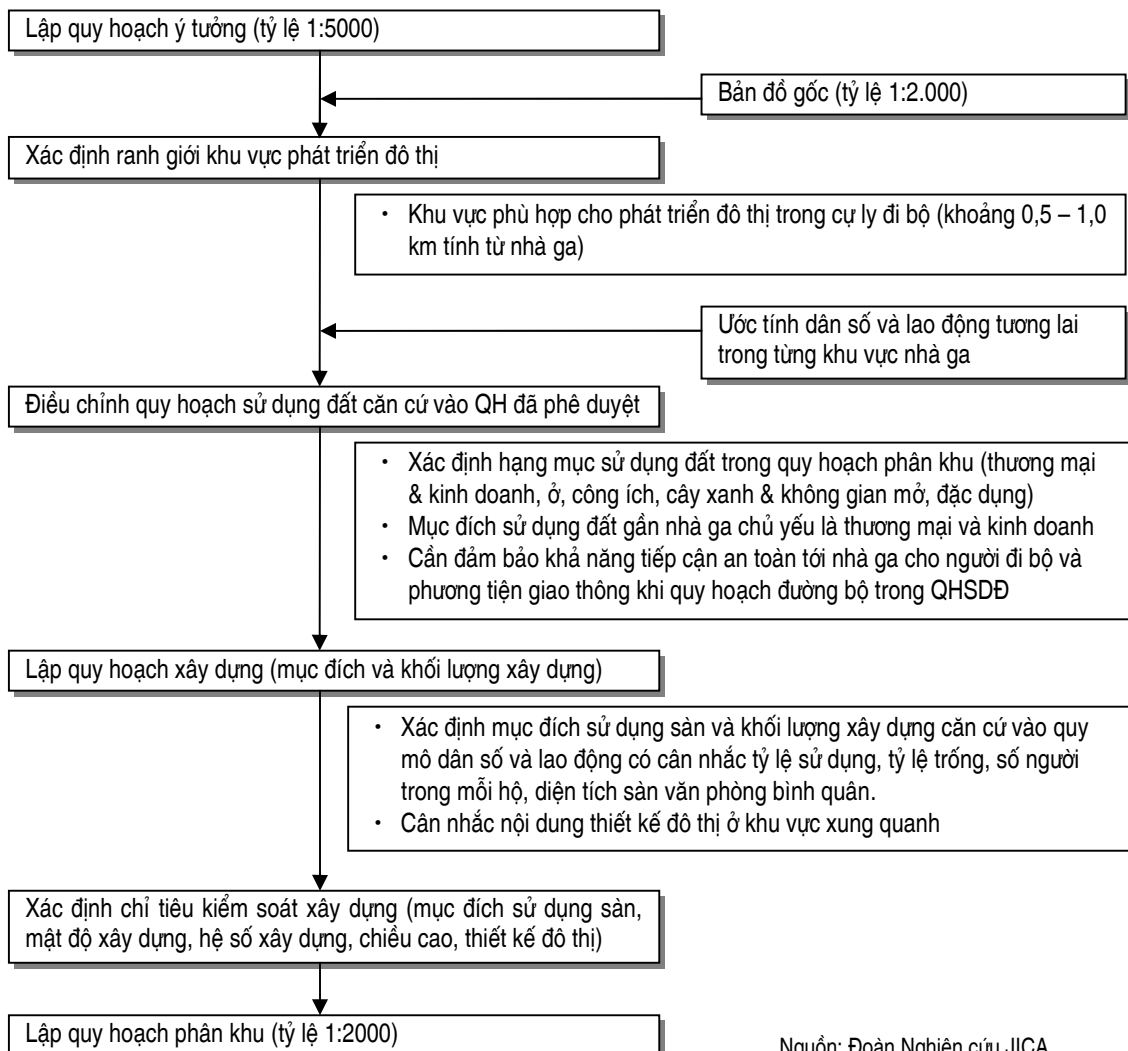 Lập quy hoạch ý tưởng (tỷ lệ 1:5000)
Bản đồ gốc (tỷ lệ 1:2.000)
Xác định ranh giới khu vực phát triển đô thị
・ Khu vực phù hợp cho phát triển đô thị trong cự ly đi bộ (khoảng 0,5 – 1,0
km tính từ nhà ga)
Ước tính dân số và lao động tương lai
trong từng khu vực nhà ga
Điều chỉnh quy hoạch sử dụng đất căn cứ vào QH đã phê duyệt
・ Xác định hạng mục sử dụng đất trong quy hoạch phân khu (thương mại
& kinh doanh, ở, công ích, cây xanh & không gian mở, đặc dụng)
・ Mục đích sử dụng đất gần nhà ga chủ yếu là thương mại và kinh doanh
・ Cần đảm bảo khả năng tiếp cận an toàn tới nhà ga cho người đi bộ và
phương tiện giao thông khi quy hoạch đường bộ trong QHSDĐ
Lập quy hoạch xây dựng (mục đích và khối lượng xây dựng)
・ Xác định mục đích sử dụng sàn và khối lượng xây dựng căn cứ vào quy
mô dân số và lao động có cân nhắc tỷ lệ sử dụng, tỷ lệ trống, số người
trong mỗi hộ, diện tích sàn văn phòng bình quân.
・ Cân nhắc nội dung thiết kế đô thị ở khu vực xung quanh
Xác định chỉ tiêu kiểm soát xây dựng (mục đích sử dụng sàn,
mật độ xây dựng, hệ số xây dựng, chiều cao, thiết kế đô thị)
Lập quy hoạch phân khu (tỷ lệ 1:2000)
Nguồn: Đoàn Nghiên cứu JICA